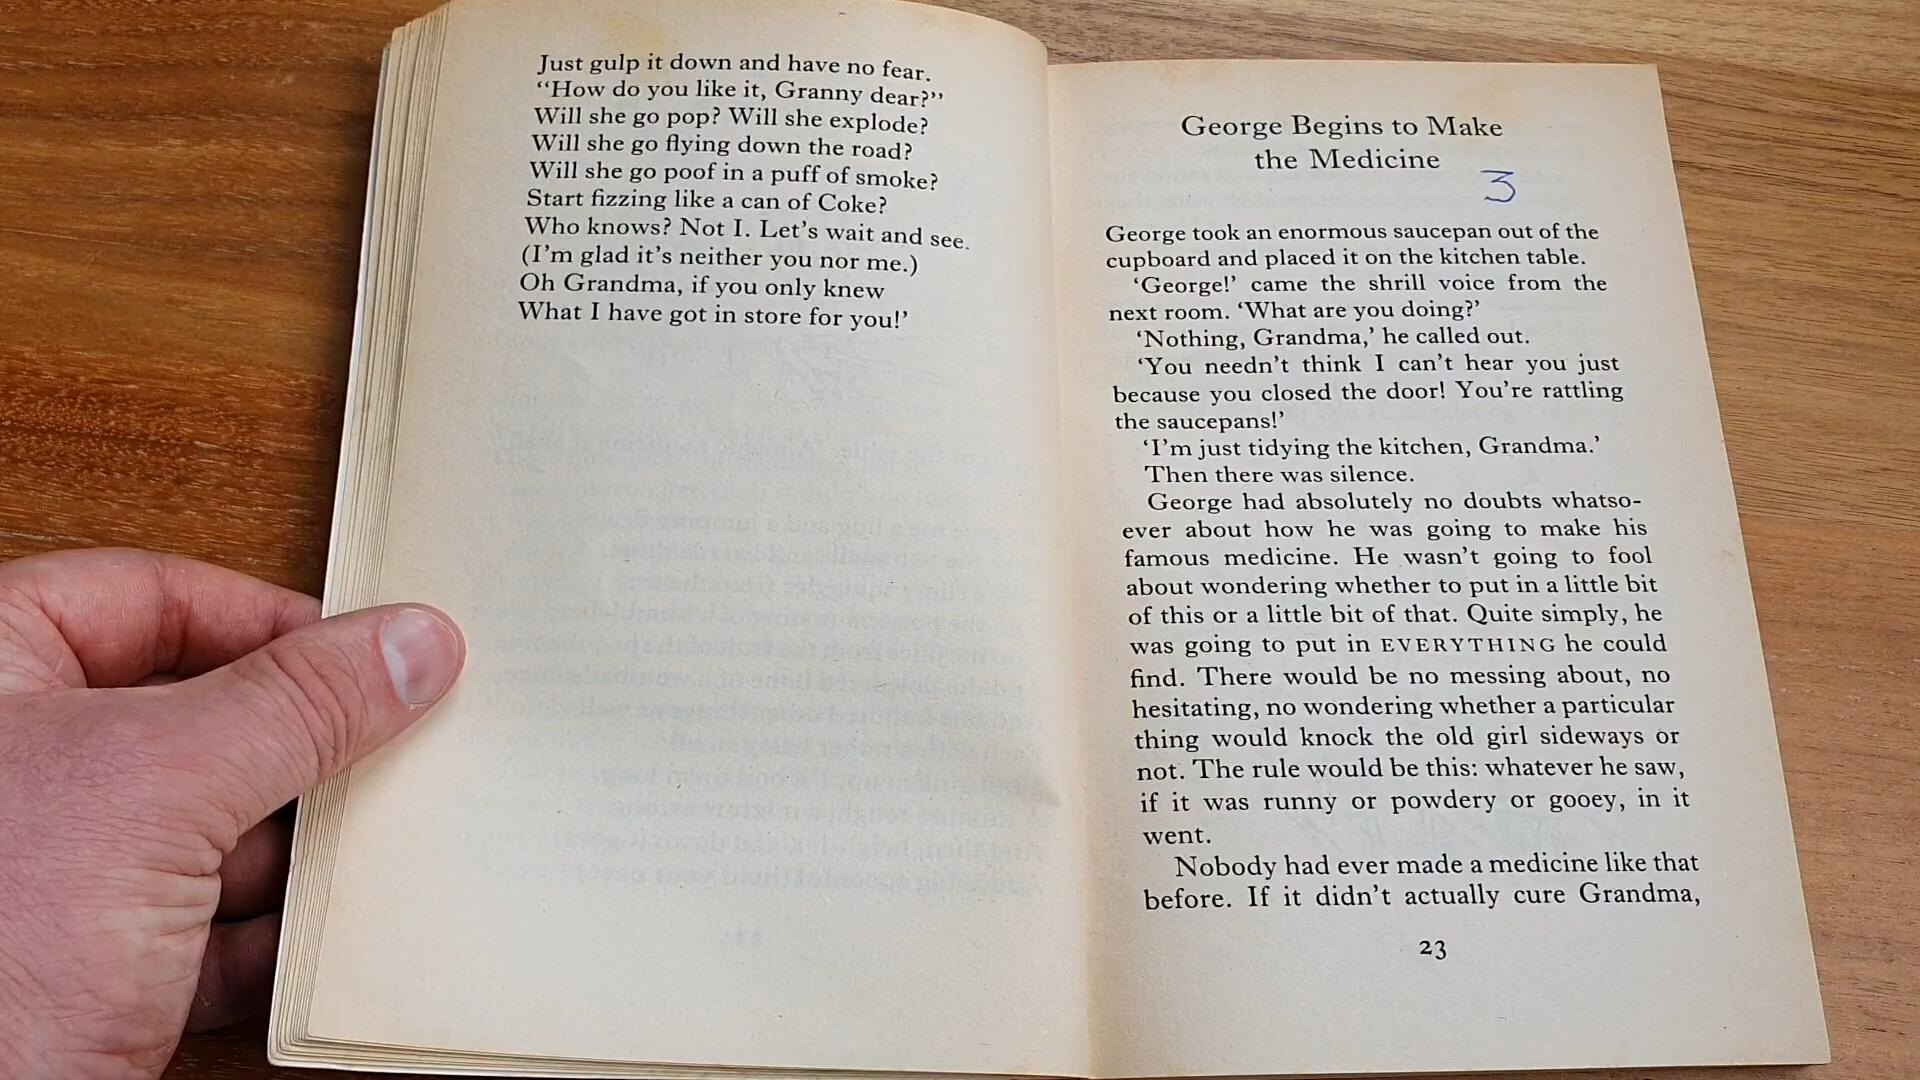 Just gulp it down and have no fear.
“How do you like it, Granny dear?”
Will she go pop? Will she explode?
Will she go flying down the road?
Will she go poof in a puff of smoke?
Start fizzing like a can of Coke?
Who knows? Not I. Let’s wait and see.
(I’m glad it’s neither you nor me.)
Oh Grandma, if you only knew
What I have got in store for you!’
George Begins to Make
the Medicine
3
George took an enormous saucepan out of the
cupboard and placed it on the kitchen table.
‘George!’ came the shrill voice from the
next room. ‘What are you doing?’
‘Nothing, Grandma,’ he called out.
‘You needn’t think I can’t hear you just
because you closed the door! You’re rattling
the saucepans!’
‘I’m just tidying the kitchen, Grandma.’
Then there was silence.
George had absolutely no doubts whatso-
ever about how he was going to make his
famous medicine. He wasn’t going to fool
about wondering whether to put in a little bit
of this or a little bit of that. Quite simply, he
was going to put in EVERYTHING he could
find. There would be no messing about, no
hesitating, no wondering whether a particular
thing would knock the old girl sideways or
not. The rule would be this: whatever he saw,
if it was runny or powdery or gooey, in it
went.
Nobody had ever made a medicine like that
before. If it didn’t actually cure Grandma,
23